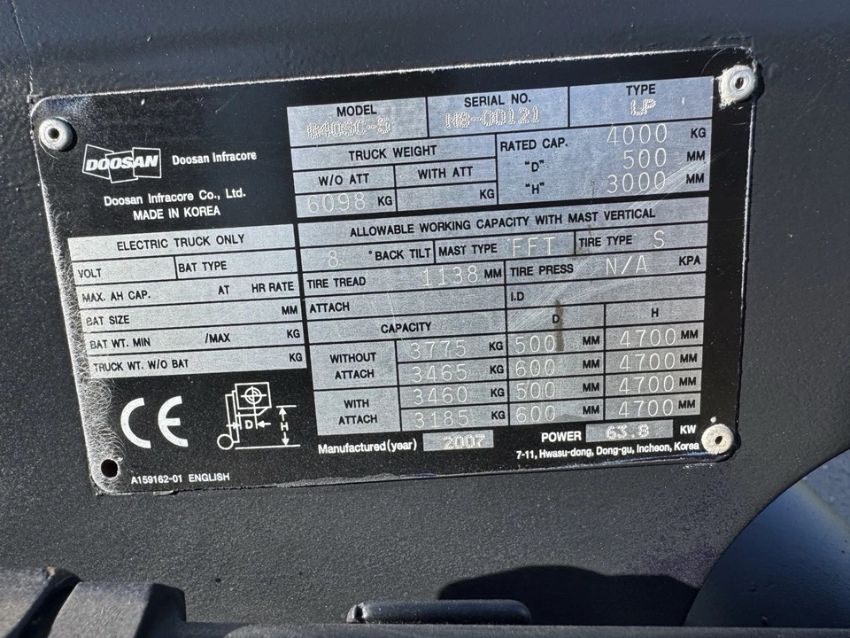 DOOSAN Doosan Infracore
Doosan Infracore Co., Ltd.
MADE IN KOREA
MODEL
SERIAL NO.
N8-00121
TYPE
LP
TRUCK WEIGHT
W/O ATT
WITH ATT
6098 KG
KG
RATED CAP. 4000 KG
"D" 500 MM
"H" 3000 MM
ELECTRIC TRUCK ONLY
VOLT BAT TYPE
MAX. AH CAP. AT HR RATE
BAT SIZE MM
BAT WT. MIN /MAX KG
TRUCK WT. W/O BAT KG
ALLOWABLE WORKING CAPACITY WITH MAST VERTICAL
8 °BACK TILT MAST TYPE FFT TIRE TYPE S
TIRE TREAD 1138 MM TIRE PRESS N/A KPA
ATTACH I.D
CAPACITY D H
WITHOUT ATTACH
3775 KG 500 MM 4700 MM
3465 KG 600 MM 4700 MM
WITH ATTACH
3460 KG 500 MM 4700 MM
3185 KG 600 MM 4700 MM
CE
D
H
Manufactured (year) 2007 POWER 63.8 KW
7-11, Hwasu-dong, Dong-gu, Incheon, Korea
A159162-01 ENGLISH